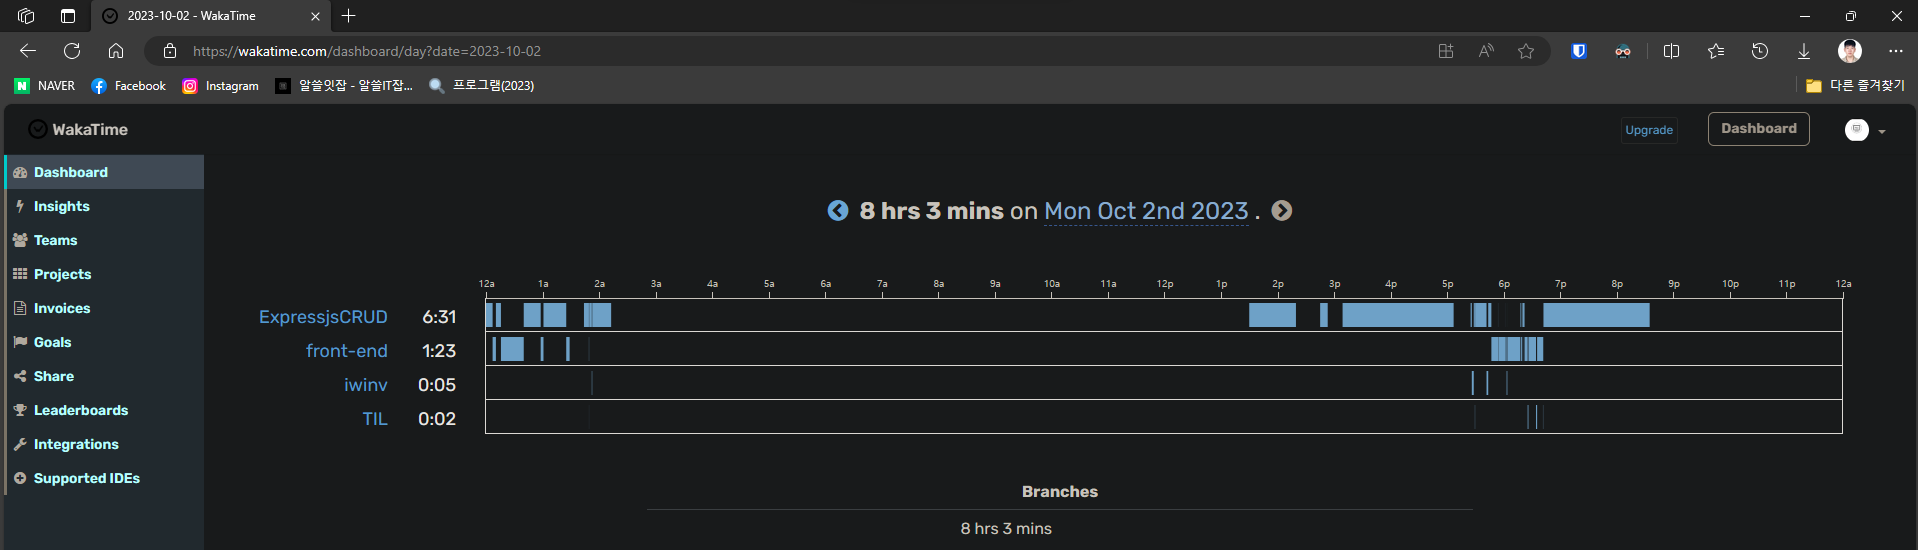 2023-10-02 - WakaTime
https://wakatime.com/dashboard/day?date=2023-10-02
NAVER Facebook Instagram 알쓸잇잡 - 알쓸IT잡... 프로그램(2023) 다른 즐겨찾기
WakaTime Upgrade Dashboard
Dashboard
Insights
Teams
Projects
Invoices
Goals
Share
Leaderboards
Integrations
Supported IDEs
8 hrs 3 mins on Mon Oct 2nd 2023 .
12a 1a 2a 3a 4a 5a 6a 7a 8a 9a 10a 11a 12p 1p 2p 3p 4p 5p 6p 7p 8p 9p 10p 11p 12a
ExpressjsCRUD 6:31
front-end 1:23
iwinv 0:05
TIL 0:02
Branches
8 hrs 3 mins